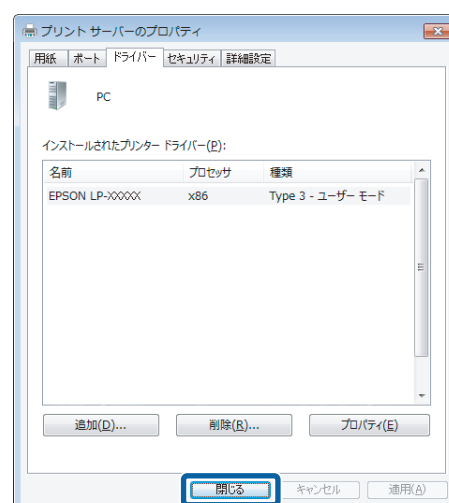 プリント サーバーのプロパティ
用紙 ポート ドライバー セキュリティ 詳細設定
PC
インストールされたプリンター ドライバー(P):
名前 プロセッサ 種類
EPSON LP-XXXXX x86 Type 3 - ユーザー モード
追加(D)... 削除(R)... プロパティ(E)
閉じる キャンセル 適用(A)